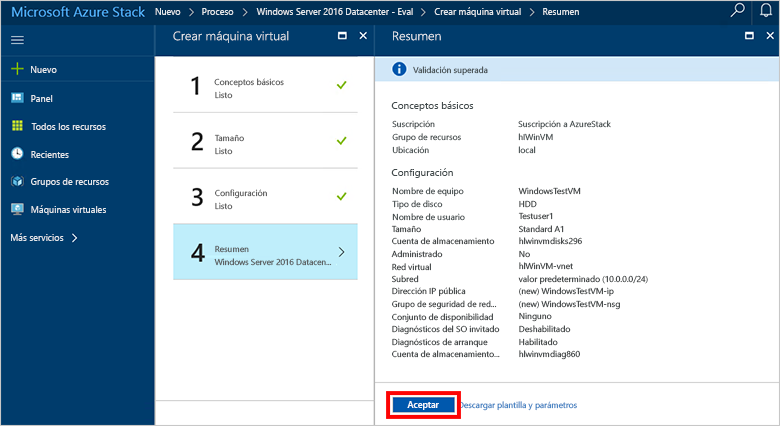 Microsoft Azure Stack Nuevo > Proceso > Windows Server 2016 Datacenter - Eval > Crear máquina virtual > Resumen
Nuevo
Panel
Todos los recursos
Recientes
Grupos de recursos
Máquinas virtuales
Más servicios >
Crear máquina virtual
1 Conceptos básicos
Listo
2 Tamaño
Listo
3 Configuración
Listo
4 Resumen
Windows Server 2016 Datacen...
Resumen
Validación superada
Conceptos básicos
Suscripción Suscripción a AzureStack
Grupo de recursos hlWinVM
Ubicación local
Configuración
Nombre de equipo WindowsTestVM
Tipo de disco HDD
Nombre de usuario Testuser1
Tamaño Standard A1
Cuenta de almacenamiento hlwinvmdisks296
Administrado No
Red virtual hlWinVM-vnet
Subred valor predeterminado (10.0.0.0/24)
Dirección IP pública (new) WindowsTestVM-ip
Grupo de seguridad de red... (new) WindowsTestVM-nsg
Conjunto de disponibilidad Ninguno
Diagnósticos del SO invitado Deshabilitado
Diagnósticos de arranque Habilitado
Cuenta de almacenamiento... hlwinvmdiag860
Aceptar Descargar plantilla y parámetros